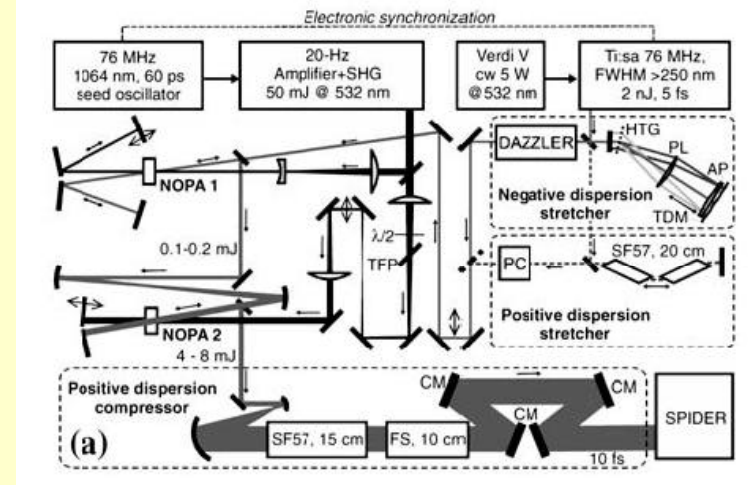 Electronic synchronization
76 MHz
1064 nm, 60 ps
seed oscillator
20-Hz
Amplifier+SHG
50 mJ @ 532 nm
Verdi V
cw 5 W
@532 nm
Ti:sa 76 MHz,
FWHM >250 nm
2 nJ, 5 fs
DAZZLER
HTG
PL
AP
TDM
Negative dispersion
stretcher
NOPA 1
0.1-0.2 mJ
λ/2
TFP
PC
SF57, 20 cm
Positive dispersion
stretcher
NOPA 2
4 - 8 mJ
Positive dispersion
compressor
CM
CM
CM
SF57, 15 cm
FS, 10 cm
10 fs
SPIDER
(a)